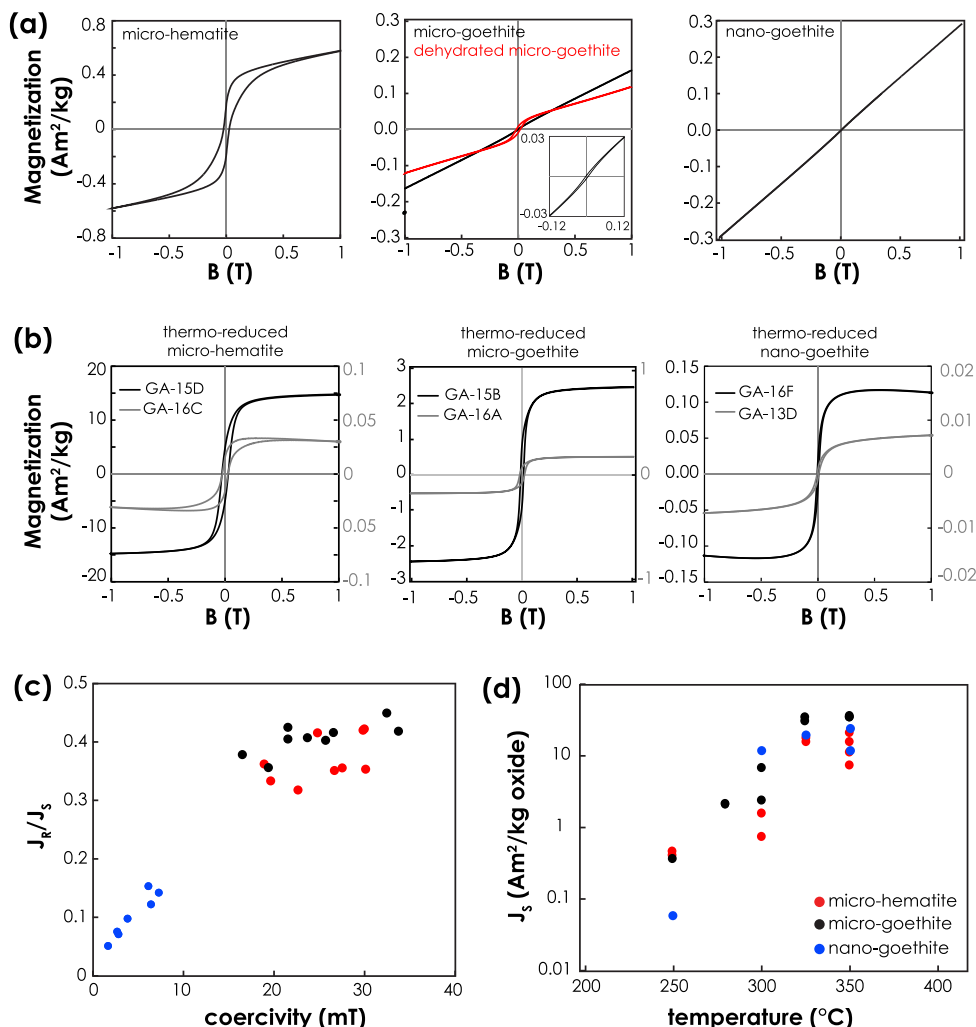 (a)
micro-hematite
micro-goethite
dehydrated micro-goethite
nano-goethite
Magnetization
(Am²/kg)
0.8
0.4
0
0.4
0.8
-1
-0.5
0
0.5
1
B (T)
0.3
0.2
0.1
0.0
-0.1
-0.2
0.3
0.03
-0.03
-0.12
0.12
-1
-0.5
0
0.5
1
B (T)
0.3
0.2
0.1
0.0
-0.1
-0.2
0.3
-1
-0.5
0
0.5
1
B (T)
(b)
thermo-reduced
micro-hematite
thermo-reduced
micro-goethite
thermo-reduced
nano-goethite
Magnetization
(Am²/kg)
20
15
10
5
0
-5
-10
15
20
GA-15D
GA-16C
0.1
0.05
0
0.05
-0.1
-1
-0.5
0
0.5
1
B (T)
3
2
1
0
-1
-2
-3
GA-15B
GA-16A
1
0
-1
-1
-0.5
0
0.5
1
B (T)
0.15
0.10
0.05
0.00
-0.05
-0.10
-0.15
GA-16F
GA-13D
0.02
0.01
0.00
-0.01
-0.02
-1
-0.5
0
0.5
1
B (T)
(c)
J_R/J_S
0.5
0.4
0.3
0.2
0.1
0
0
10
20
30
40
coercivity (mT)
(d)
J_S (Am²/kg oxide)
100
10
1
0.1
0.01
micro-hematite
micro-goethite
nano-goethite
200
250
300
350
400
temperature (°C)